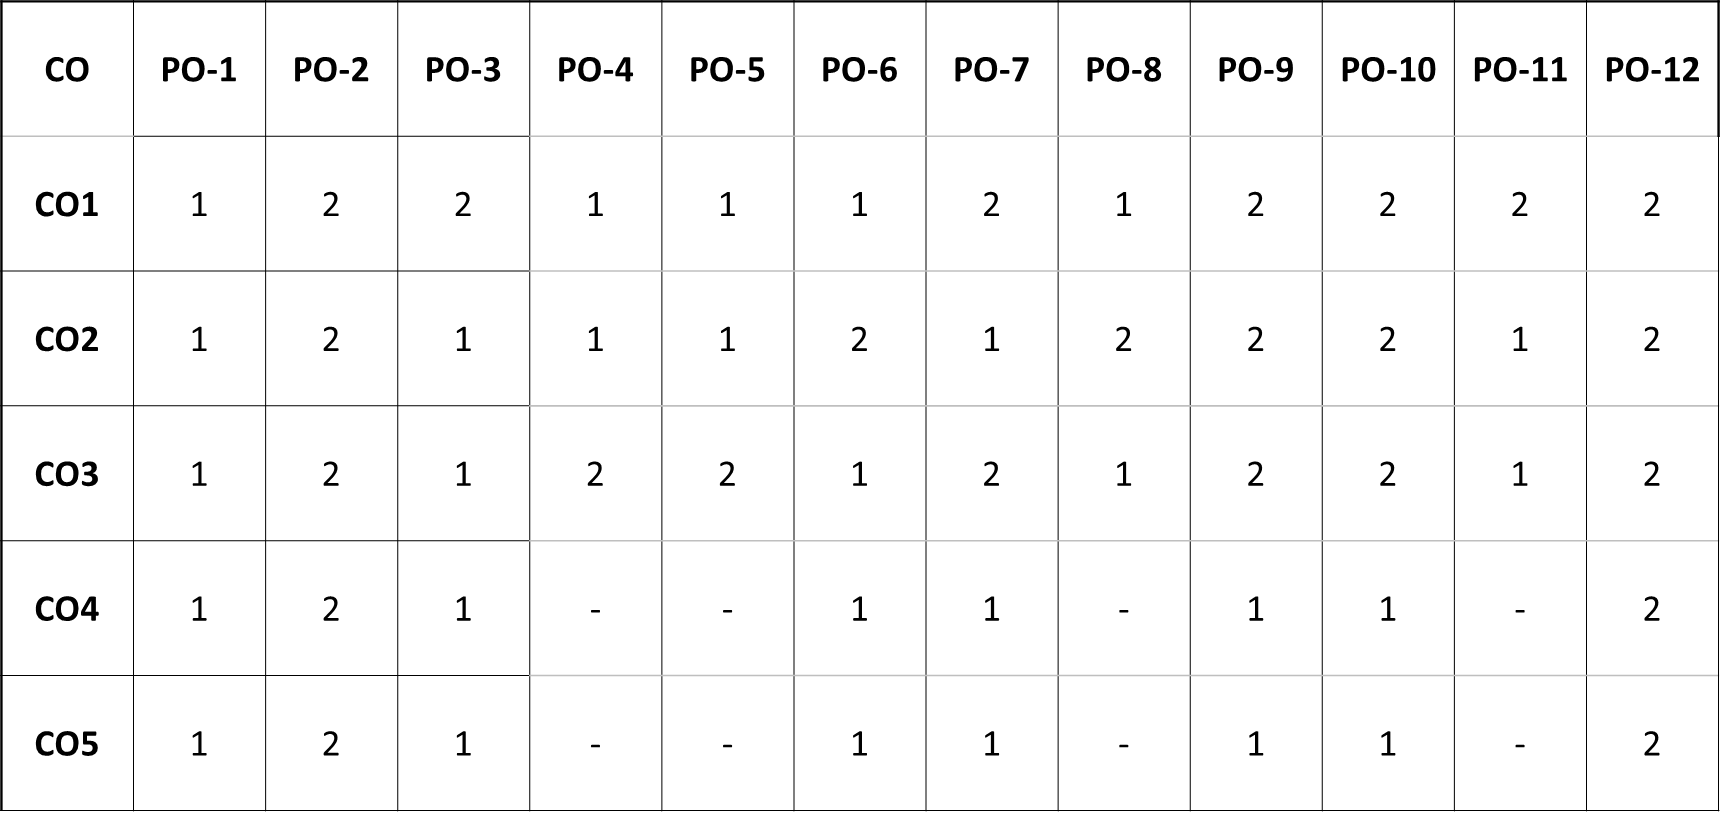 CO PO-1 PO-2 PO-3 PO-4 PO-5 PO-6 PO-7 PO-8 PO-9 PO-10 PO-11 PO-12
CO1 1 2 2 1 1 1 2 1 2 2 2 2
CO2 1 2 1 1 1 2 1 2 2 2 1 2
CO3 1 2 1 2 2 1 2 1 2 2 1 2
CO4 1 2 1 - - 1 1 - 1 1 - 2
CO5 1 2 1 - - 1 1 - 1 1 - 2